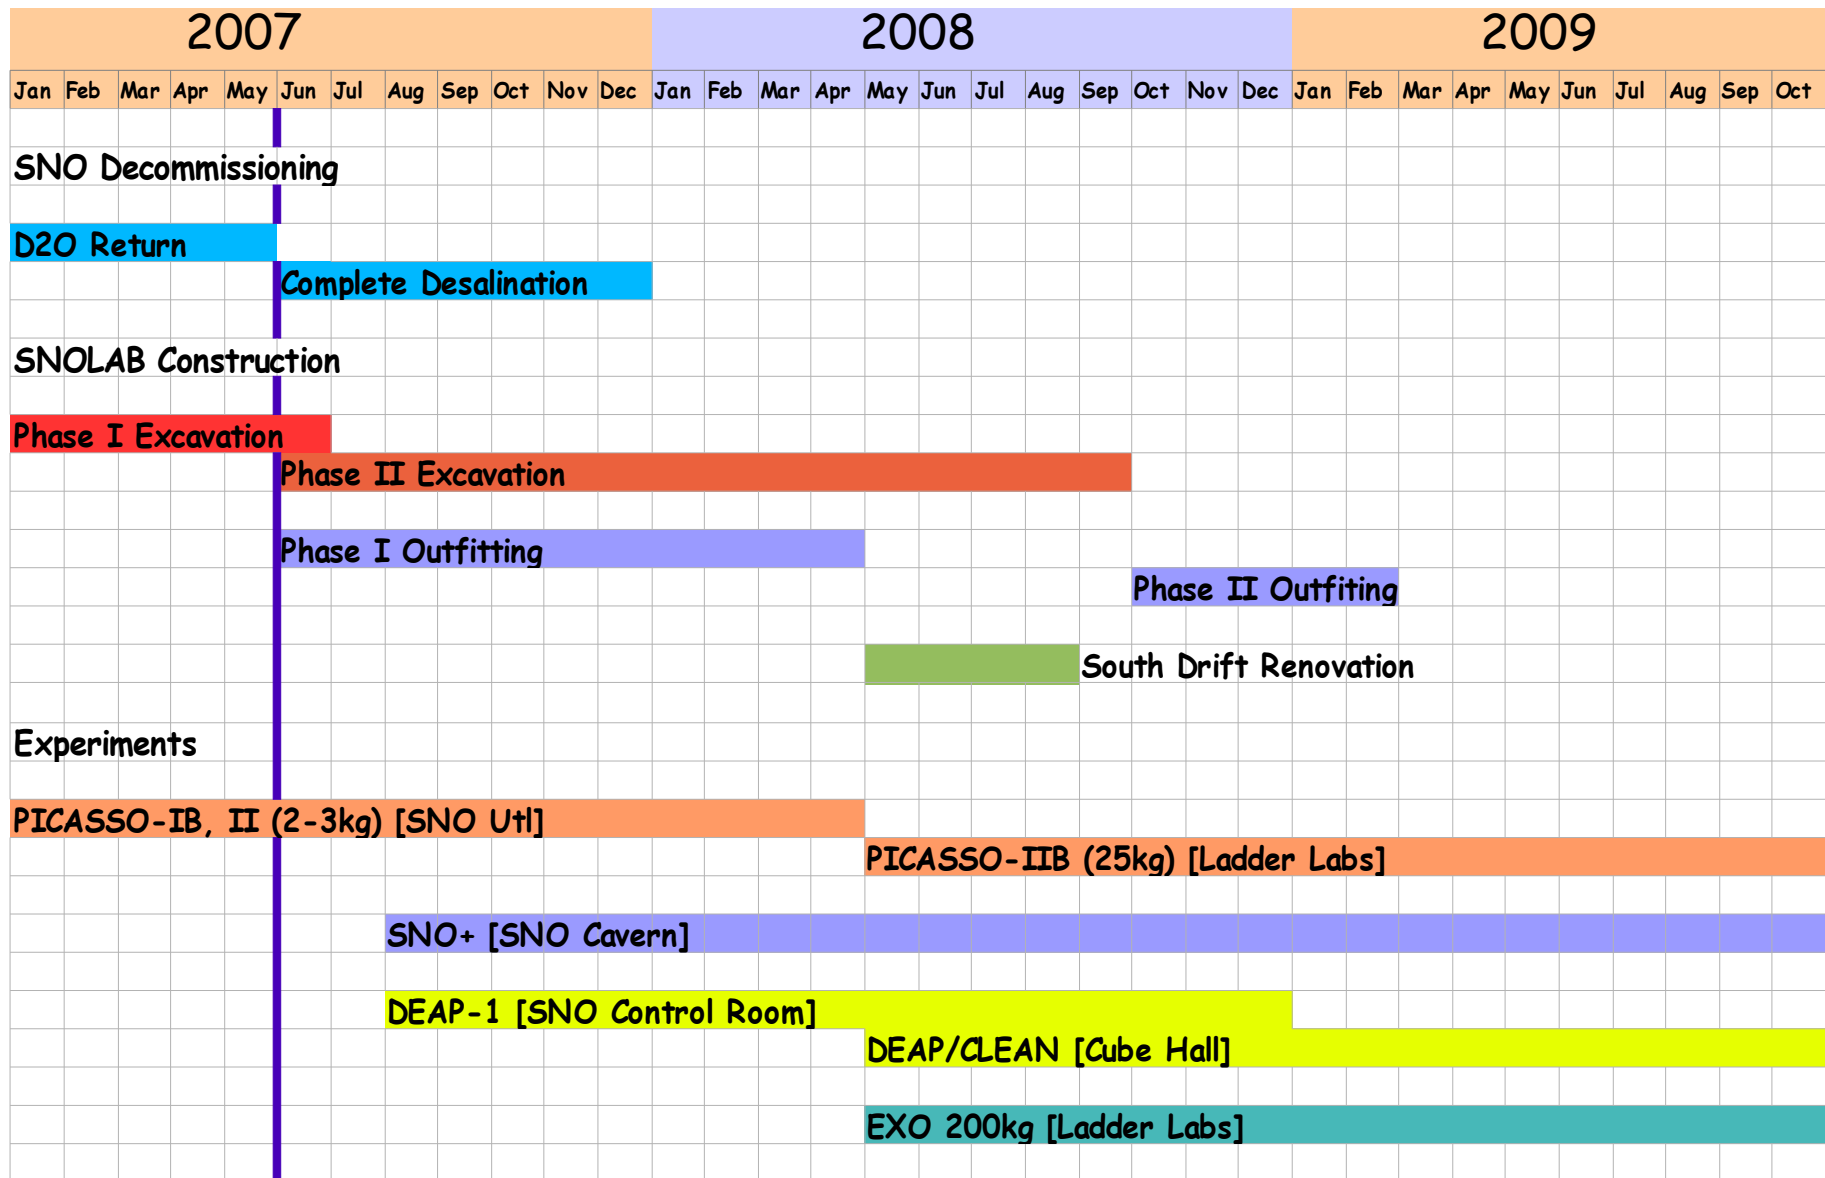 2007 2008 2009
Jan Feb Mar Apr May Jun Jul Aug Sep Oct Nov Dec Jan Feb Mar Apr May Jun Jul Aug Sep Oct Nov Dec Jan Feb Mar Apr May Jun Jul Aug Sep Oct
SNO Decommissioning
D2O Return
Complete Desalination
SNOLAB Construction
Phase I Excavation
Phase II Excavation
Phase I Outfitting
Phase II Outfiting
South Drift Renovation
Experiments
PICASSO-IB, II (2-3kg) [SNO Utl]
PICASSO-IIB (25kg) [Ladder Labs]
SNO+ [SNO Cavern]
DEAP-1 [SNO Control Room]
DEAP/CLEAN [Cube Hall]
EXO 200kg [Ladder Labs]